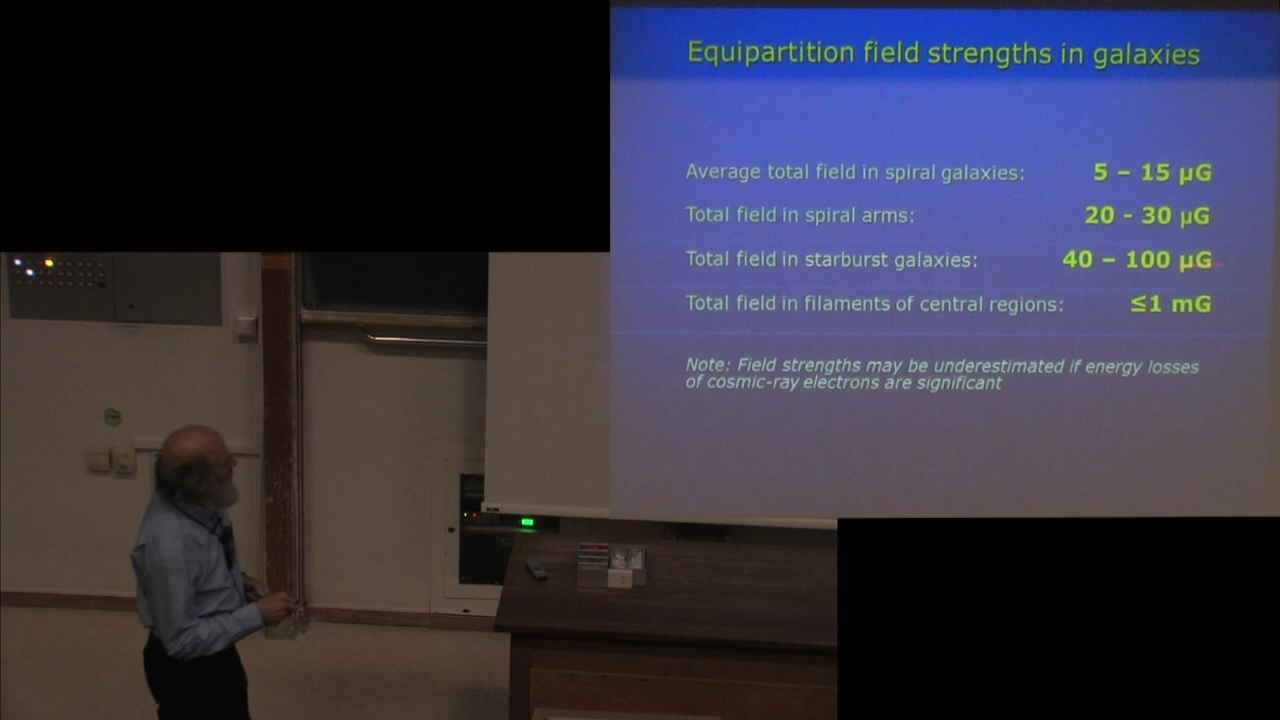 Equipartition field strengths in galaxies
Average total field in spiral galaxies: 5 – 15 µG
Total field in spiral arms: 20 - 30 µG
Total field in starburst galaxies: 40 – 100 µG
Total field in filaments of central regions: ≤1 mG
Note: Field strengths may be underestimated if energy losses
of cosmic-ray electrons are significant